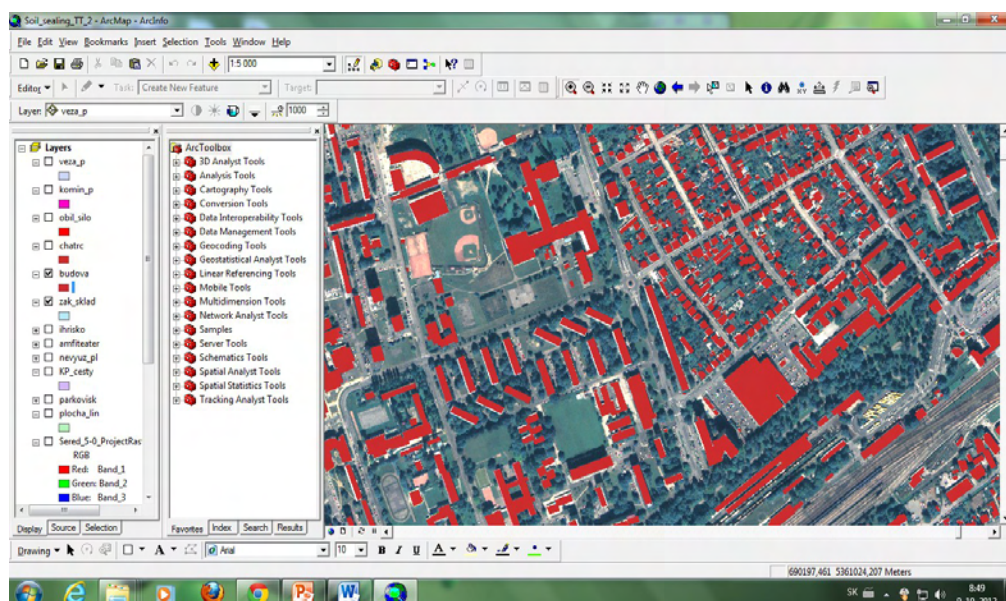 Soil_sealing_TT_2 - ArcMap - ArcInfo
File Edit View Bookmarks Insert Selection Tools Window Help
1:5 000
Editor Task: Create New Feature Target:
Layer: veza_p 1000
Layers
veza_p
komin_p
obil_silo
chatrc
budova
zak_sklad
ihrisko
amfiteater
nevyuz_pl
KP_cesty
parkovisk
plocha_lin
Sered_5-0_ProjectRas
RGB
Red: Band_1
Green: Band_2
Blue: Band_3
Display Source Selection
ArcToolbox
3D Analyst Tools
Analysis Tools
Cartography Tools
Conversion Tools
Data Interoperability Tools
Data Management Tools
Geocoding Tools
Geostatistical Analyst Tools
Linear Referencing Tools
Mobile Tools
Multidimension Tools
Network Analyst Tools
Samples
Server Tools
Schematics Tools
Spatial Analyst Tools
Spatial Statistics Tools
Tracking Analyst Tools
Favorites Index Search Results
Drawing A Arial 10 B I U A
690197,461 5361024,207 Meters
SK 8:49